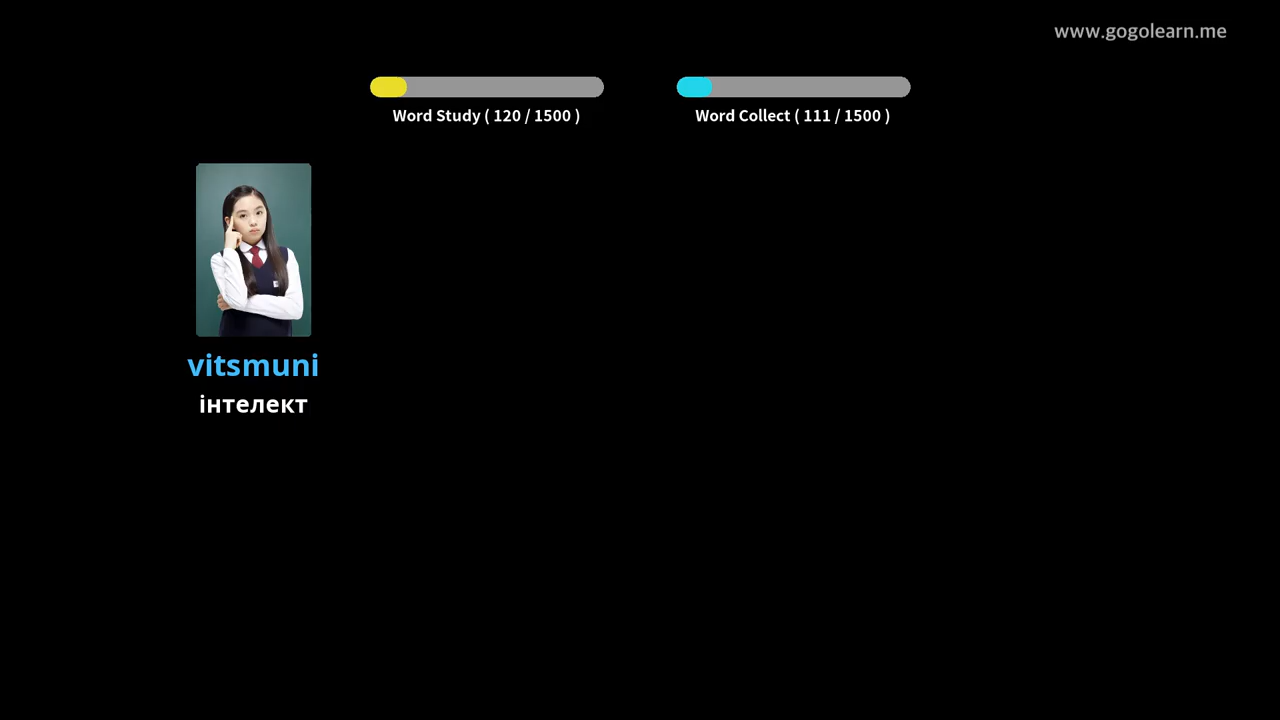 www.gogolearn.me
Word Study ( 120 / 1500 )
Word Collect ( 111 / 1500 )
vitsmuni
інтелект